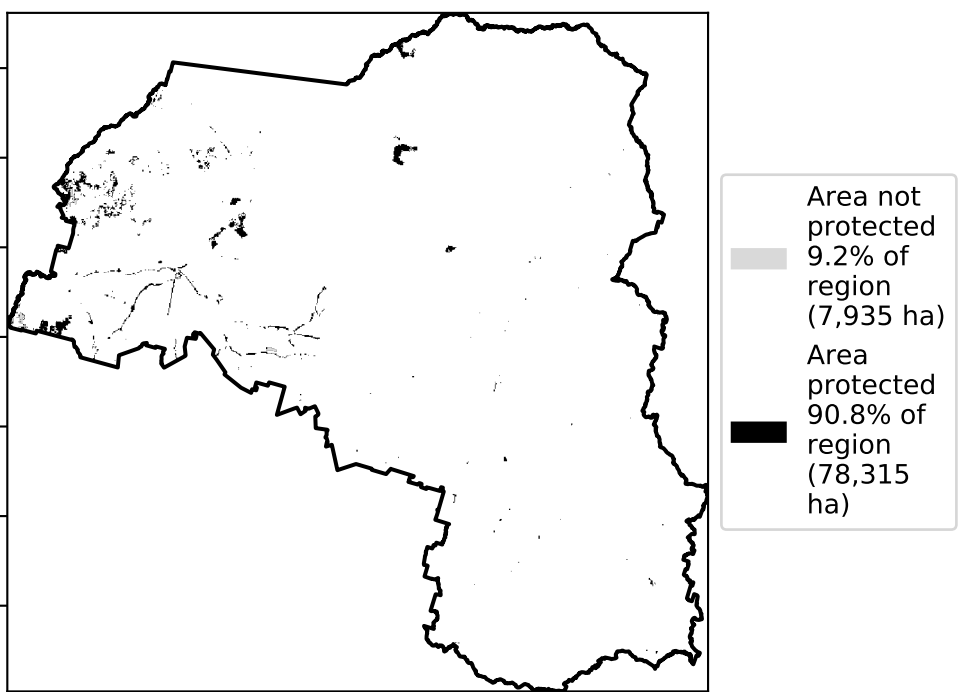 Area not
protected
9.2% of
region
(7,935 ha)
Area
protected
90.8% of
region
(78,315
ha)